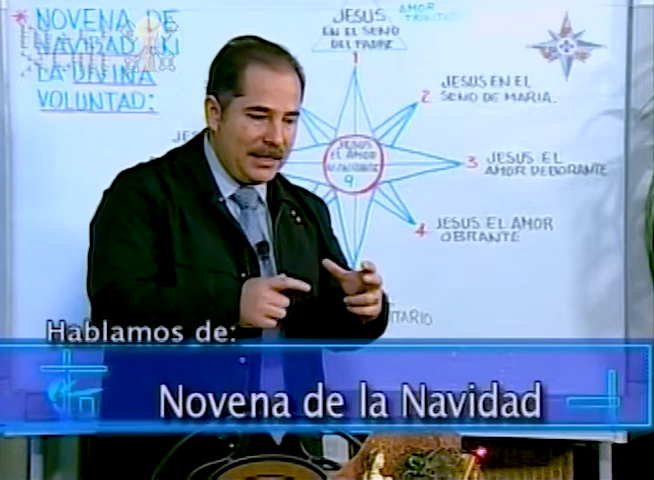 * NOVENA DE
NAVIDAD EN
LA DIVINA
VOLUNTAD:
JESUS
EN EL SENO
DEL PADRE
AMOR
1
2 JESUS EN EL
SENO DE MARIA.
3 JESUS EL
AMOR DEBORANTE
4 JESUS EL AMOR
OBRANTE
JESUS
EL AMOR
9
JES
ITARIO
Hablamos de:
Novena de la Navidad